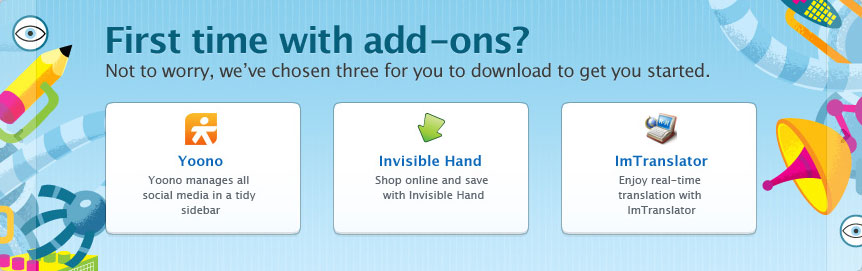 First time with add-ons?
Not to worry, we've chosen three for you to download to get you started.
Yoono
Yoono manages all
social media in a tidy
sidebar
Invisible Hand
Shop online and save
with Invisible Hand
ImTranslator
Enjoy real-time
translation with
ImTranslator